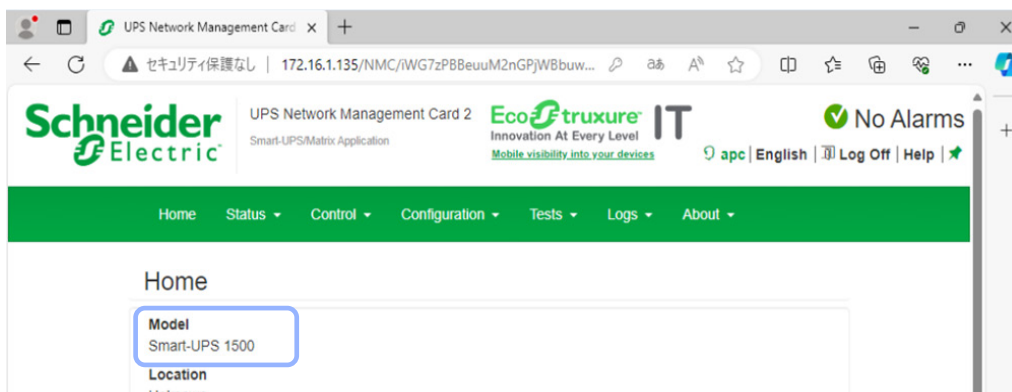 UPS Network Management Card
セキュリティ保護なし | 172.16.1.135/NMC/iWG7zPBBeuuM2nGPjWBbuw...
Schneider Electric
UPS Network Management Card 2
Smart-UPS/Matrix Application
EcoStruxure IT
Innovation At Every Level
Mobile visibility into your devices
No Alarms
apc | English | Log Off | Help |
Home Status Control Configuration Tests Logs About
Home
Model
Smart-UPS 1500
Location